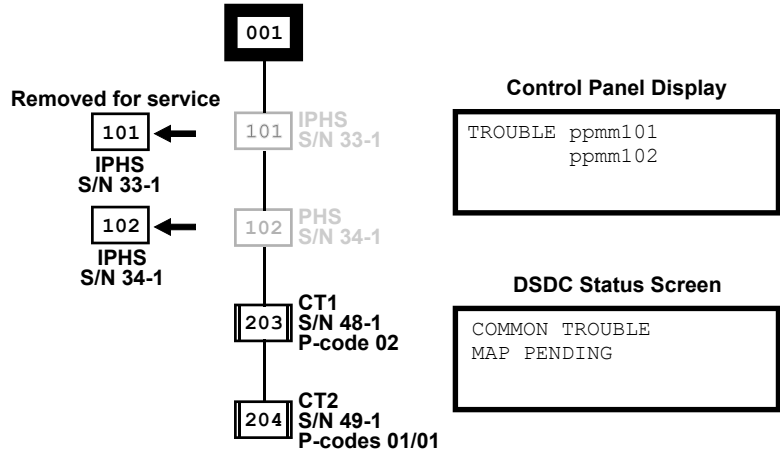 001
Removed for service
101
IPHS
S/N 33-1
101
IPHS
S/N 33-1
102
IPHS
S/N 34-1
102
PHS
S/N 34-1
203
CT1
S/N 48-1
P-code 02
204
CT2
S/N 49-1
P-codes 01/01
Control Panel Display
TROUBLE ppmm101
ppmm102
DSDC Status Screen
COMMON TROUBLE
MAP PENDING